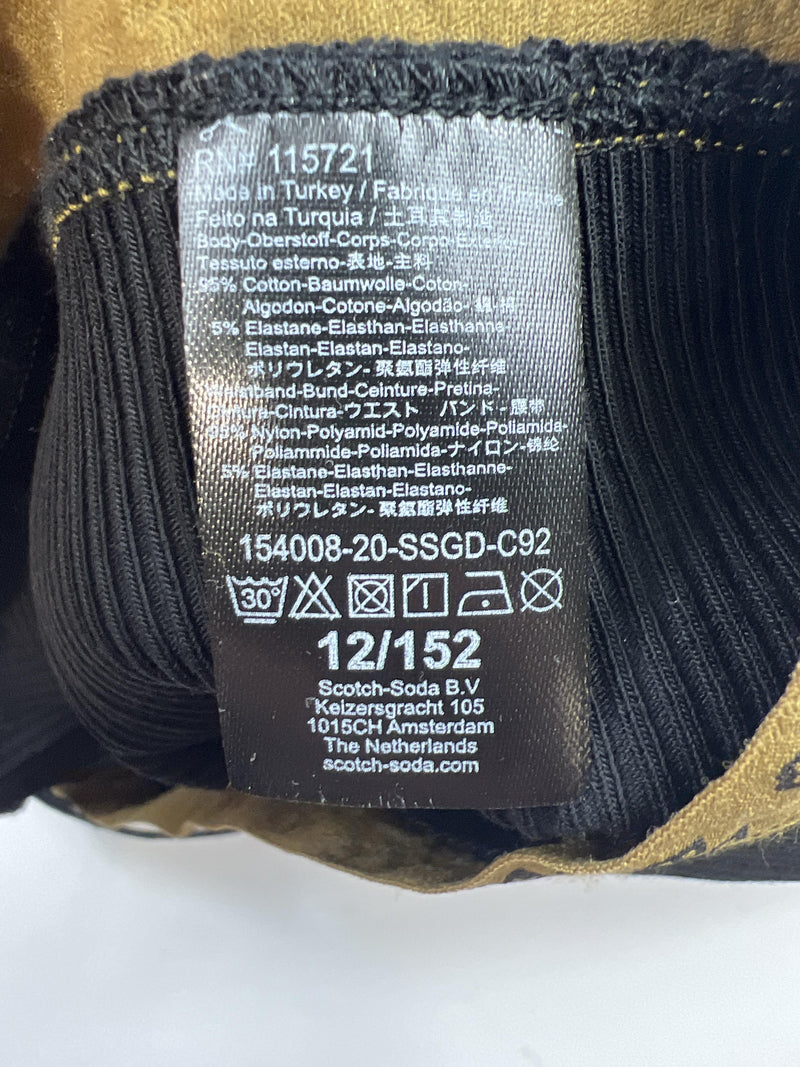 RN# 115721
Made in Turkey / Fabriqué en Turquie
Feito na Turquia / 土耳其制造
Body-Oberstoff-Corps-Corpo-Exterior-
Tessuto esterno-表地-主料
95% Cotton-Baumwolle-Coton-
Algodon-Cotone-Algodão-綿-棉
5% Elastane-Elasthan-Elasthanne-
Elastan-Elastan-Elastano-
ポリウレタン-聚氨酯弹性纤维
Waistband-Bund-Ceinture-Pretina-
Cintura-ウエスト バンド-腰带
95% Nylon-Polyamid-Polyamide-Poliamida-
Poliammide-Poliamida-ナイロン-锦纶
5% Elastane-Elasthan-Elasthanne-
Elastan-Elastan-Elastano-
ポリウレタン-聚氨酯弹性纤维
154008-20-SSGD-C92
30°
12/152
Scotch-Soda B.V
Keizersgracht 105
1015CH Amsterdam
The Netherlands
scotch-soda.com